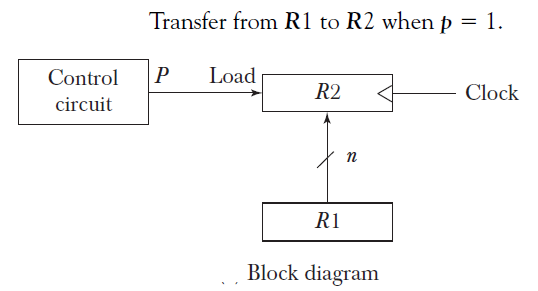 Transfer from R1 to R2 when p = 1.
Control circuit
P
Load
R2
Clock
n
R1
Block diagram